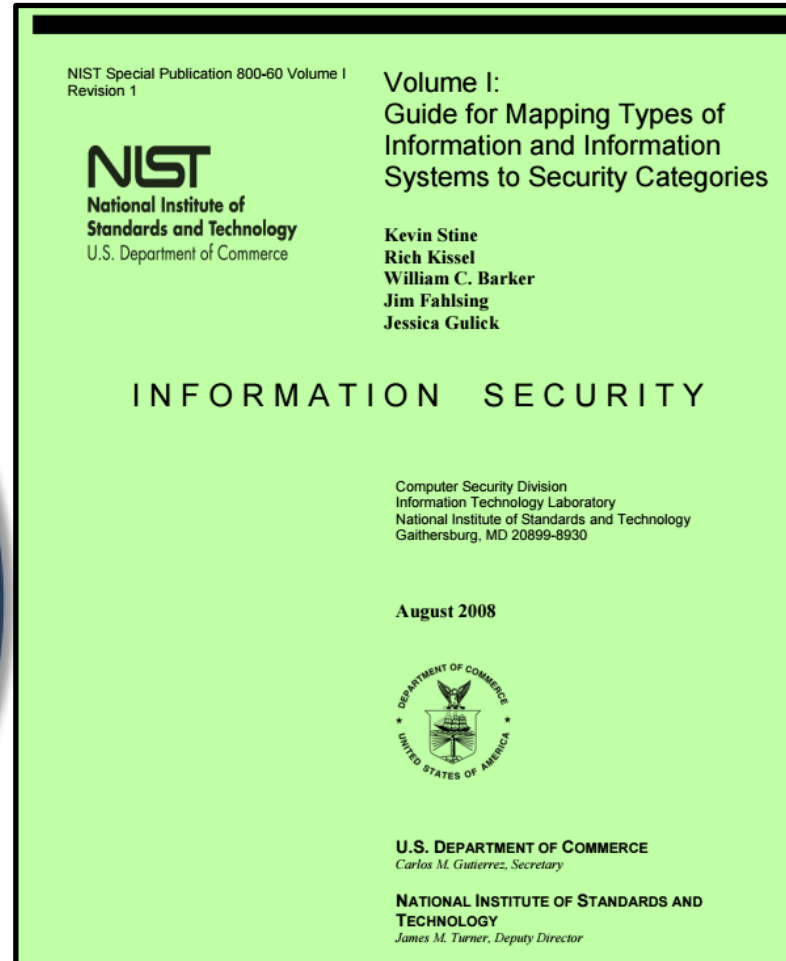 NIST Special Publication 800-60 Volume I
Revision 1
NIST
National Institute of
Standards and Technology
U.S. Department of Commerce
Volume I:
Guide for Mapping Types of
Information and Information
Systems to Security Categories
Kevin Stine
Rich Kissel
William C. Barker
Jim Fahlsing
Jessica Gulick
INFORMATION SECURITY
Computer Security Division
Information Technology Laboratory
National Institute of Standards and Technology
Gaithersburg, MD 20899-8930
August 2008
DEPARTMENT OF COMMERCE
UNITED STATES OF AMERICA
U.S. DEPARTMENT OF COMMERCE
Carlos M. Gutierrez, Secretary
NATIONAL INSTITUTE OF STANDARDS AND
TECHNOLOGY
James M. Turner, Deputy Director